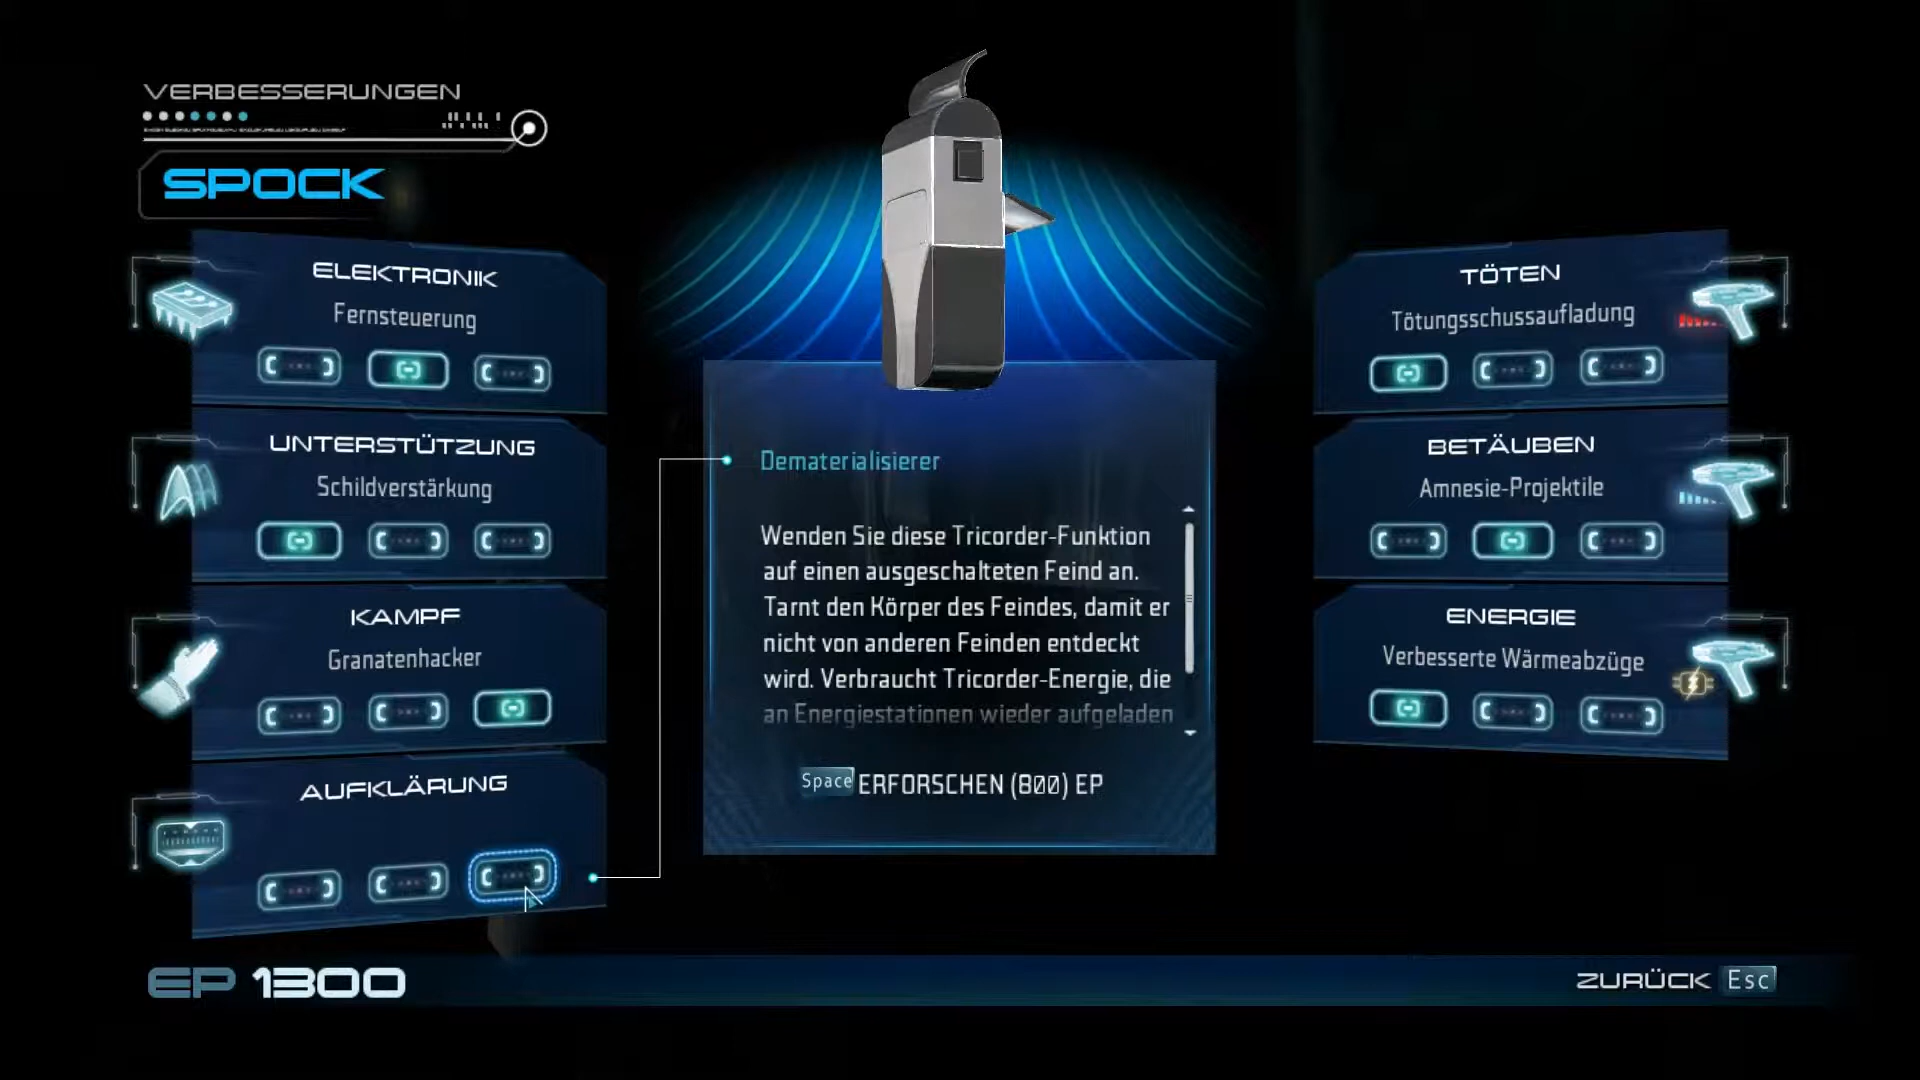 VERBESSERUNGEN
SPOCK
ELEKTRONIK
Fernsteuerung
UNTERSTÜTZUNG
Schildverstärkung
KAMPF
Granatenhacker
AUFKLÄRUNG
Dematerialisierer
Wenden Sie diese Tricorder-Funktion
auf einen ausgeschalteten Feind an.
Tarnt den Körper des Feindes, damit er
nicht von anderen Feinden entdeckt
wird. Verbraucht Tricorder-Energie, die
an Energiestationen wieder aufgeladen
Space ERFORSCHEN (800) EP
TÖTEN
Tötungsschussaufladung
BETÄUBEN
Amnesie-Projektile
ENERGIE
Verbesserte Wärmeabzüge
EP 1300
ZURÜCK Esc